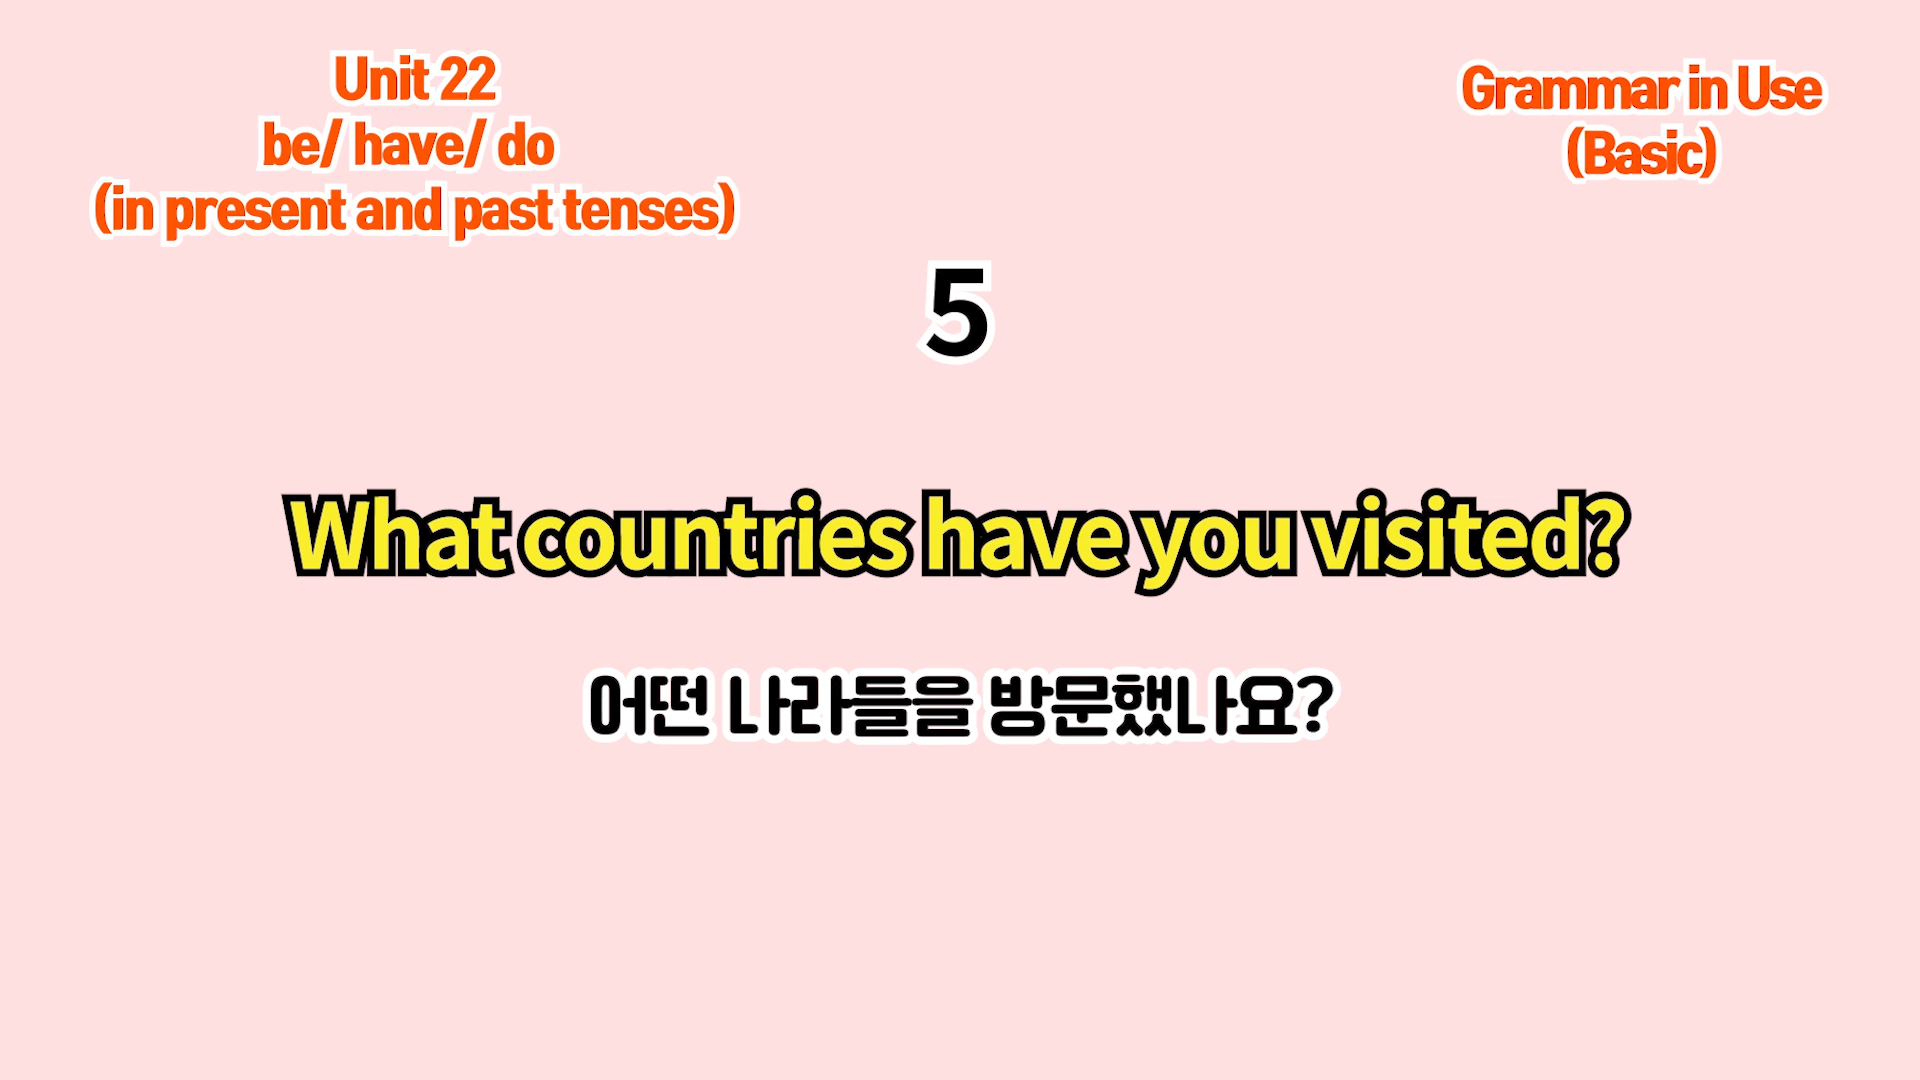 Unit 22
be/ have/ do
(in present and past tenses)
Grammar in Use
(Basic)
5
What countries have you visited?
어떤 나라들을 방문했나요?